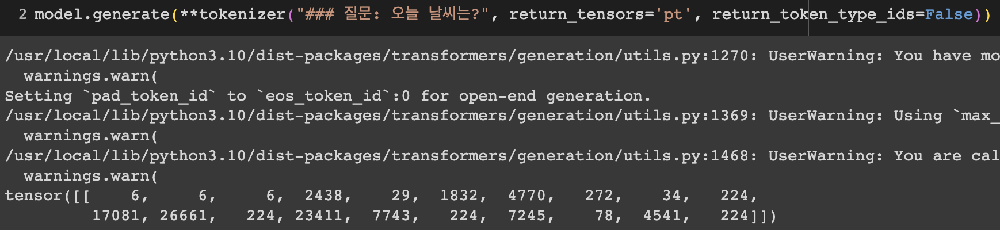 2 model.generate(**tokenizer("### 질문: 오늘 날씨는?", return_tensors='pt', return_token_type_ids=False))
/usr/local/lib/python3.10/dist-packages/transformers/generation/utils.py:1270: UserWarning: You have mo
warnings.warn(
Setting `pad_token_id` to `eos_token_id`:0 for open-end generation.
/usr/local/lib/python3.10/dist-packages/transformers/generation/utils.py:1369: UserWarning: Using `max_
warnings.warn(
/usr/local/lib/python3.10/dist-packages/transformers/generation/utils.py:1468: UserWarning: You are cal
warnings.warn(
tensor([[ 6, 6, 6, 2438, 29, 1832, 4770, 272, 34, 224,
17081, 26661, 224, 23411, 7743, 224, 7245, 78, 4541, 224]])